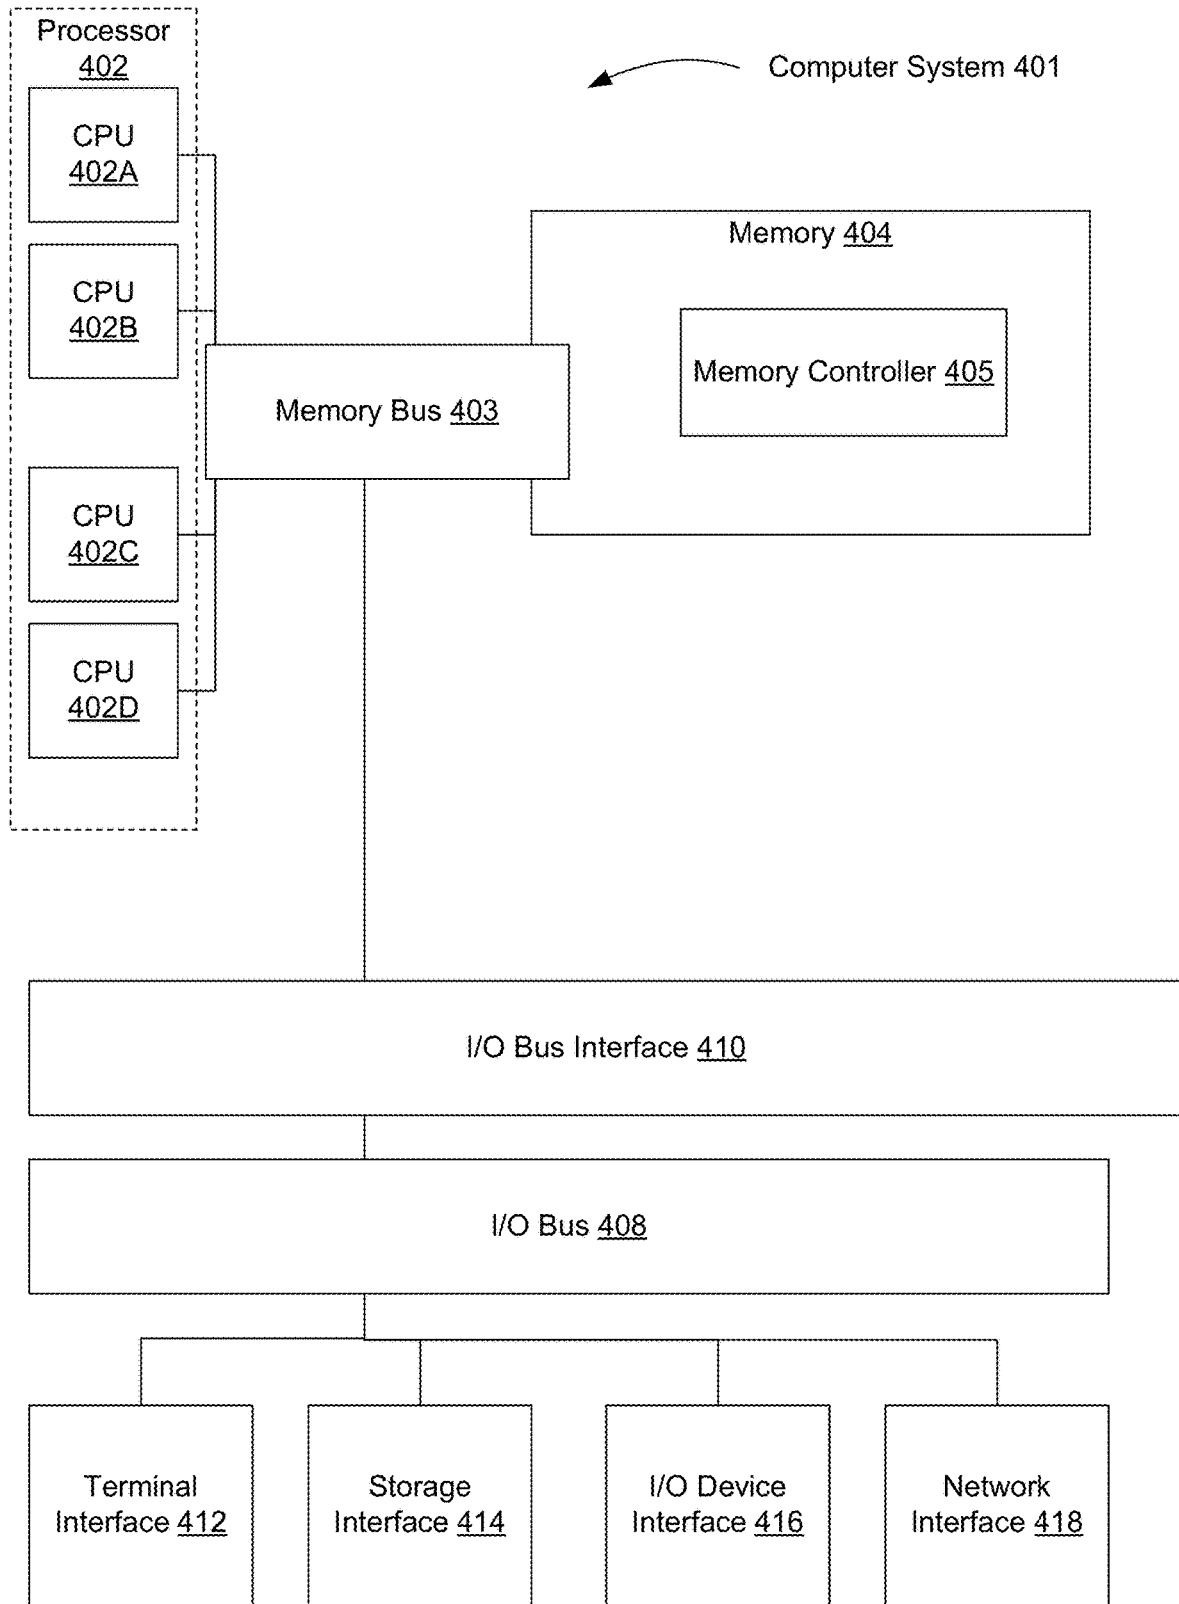 Processor
402
Computer System 401
CPU
402A
Memory 404
CPU
402B
Memory Controller 405
Memory Bus 403
CPU
402C
CPU
402D
I/O Bus Interface 410
I/O Bus 408
Terminal
Interface 412
Storage
Interface 414
I/O Device
Interface 416
Network
Interface 418